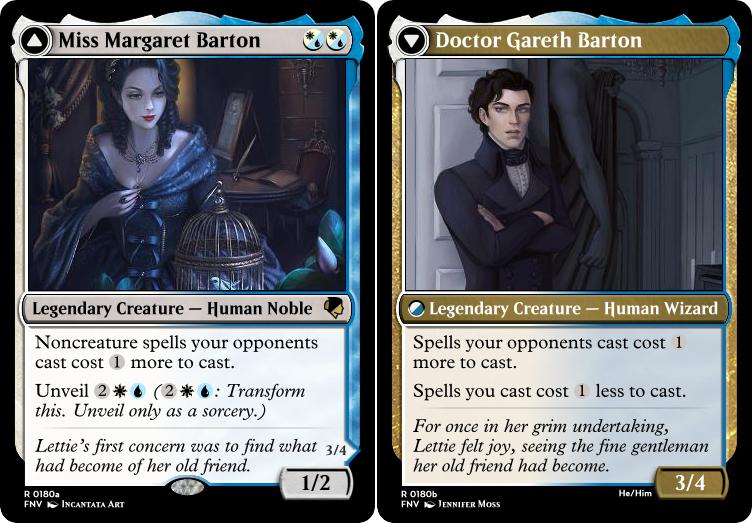 Miss Margaret Barton
Legendary Creature — Human Noble
Noncreature spells your opponents
cast cost 1 more to cast.
Unveil 2 (2: Transform
this. Unveil only as a sorcery.)
Lettie's first concern was to find what
had become of her old friend.
3/4
1/2
R 0180a
FNV Incantata Art
Doctor Gareth Barton
Legendary Creature — Human Wizard
Spells your opponents cast cost 1
more to cast.
Spells you cast cost 1 less to cast.
For once in her grim undertaking,
Lettie felt joy, seeing the fine gentleman
her old friend had become.
3/4
R 0180b
He/Him
FNV Jennifer Moss